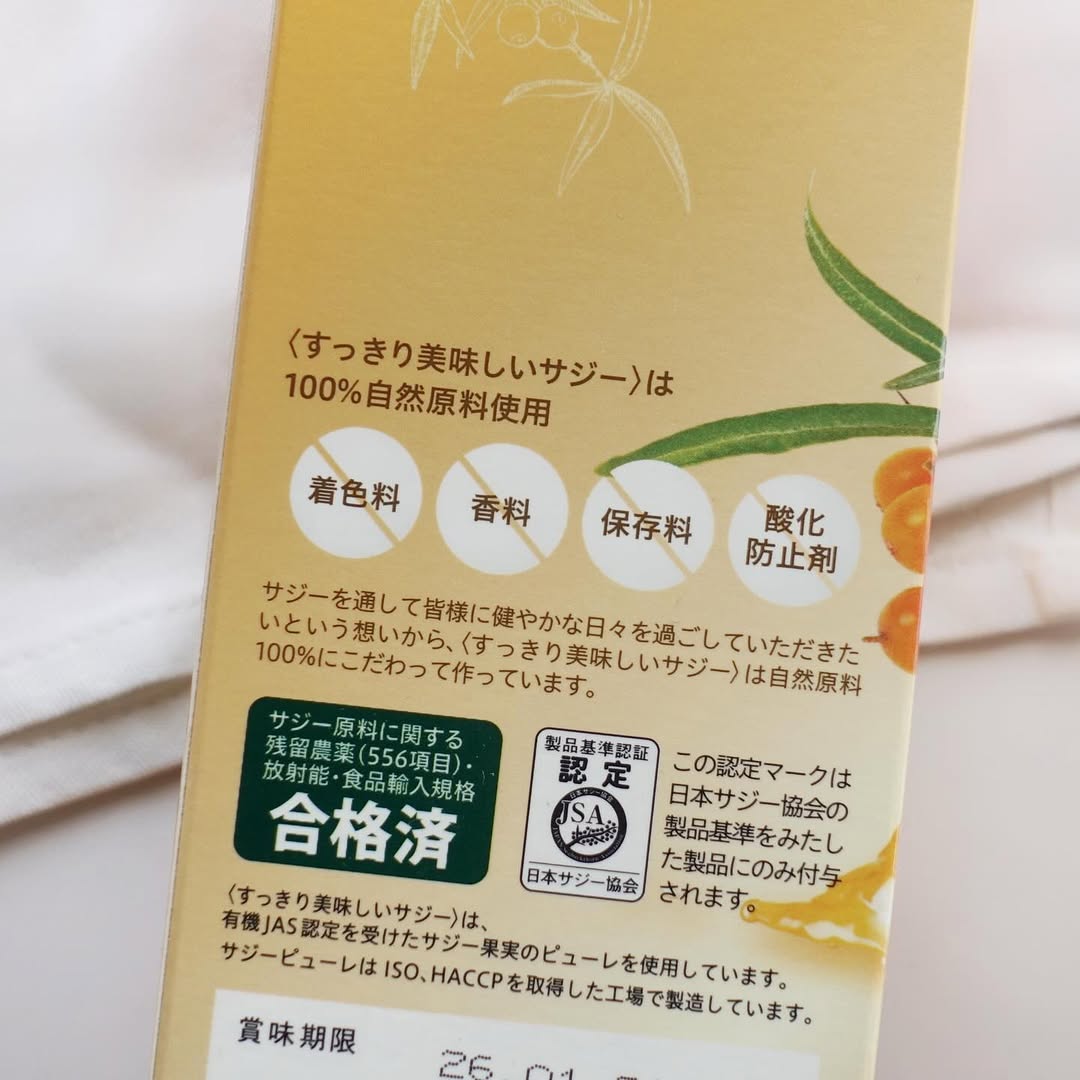 〈すっきり美味しいサジー〉は
100%自然原料使用
着色料
香料
保存料
酸化
防止剤
サジーを通して皆様に健やかな日々を過ごしていただきた
いという想いから、〈すっきり美味しいサジー〉は自然原料
100%にこだわって作っています。
サジー原料に関する
残留農薬(556項目)・
放射能・食品輸入規格
合格済
製品基準認証
認定
日本サジー協会
JSA
日本サジー協会
この認定マークは
日本サジー協会の
製品基準をみたし
た製品にのみ付与
されます。
〈すっきり美味しいサジー〉は、
有機JAS認定を受けたサジー果実のピューレを使用しています。
サジーピューレは ISO、HACCPを取得した工場で製造しています。
賞味期限
26.01